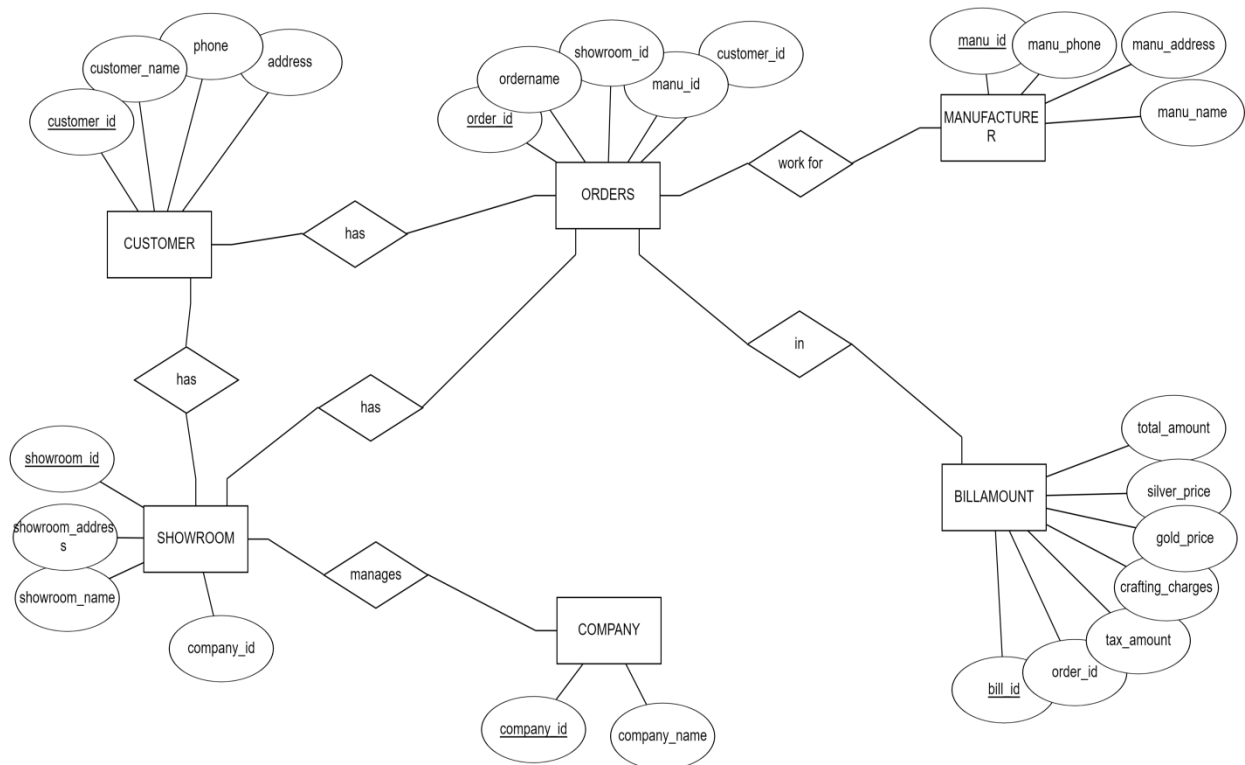 phone
customer_name
address
customer_id
CUSTOMER
showroom_id
customer_id
ordername
manu_id
order_id
ORDERS
manu_id
manu_phone
manu_address
manu_name
MANUFACTURE
R
work for
has
has
has
in
showroom_id
showroom_addres
s
showroom_name
SHOWROOM
company_id
manages
COMPANY
company_id
company_name
total_amount
silver_price
BILLAMOUNT
gold_price
crafting_charges
tax_amount
order_id
bill_id